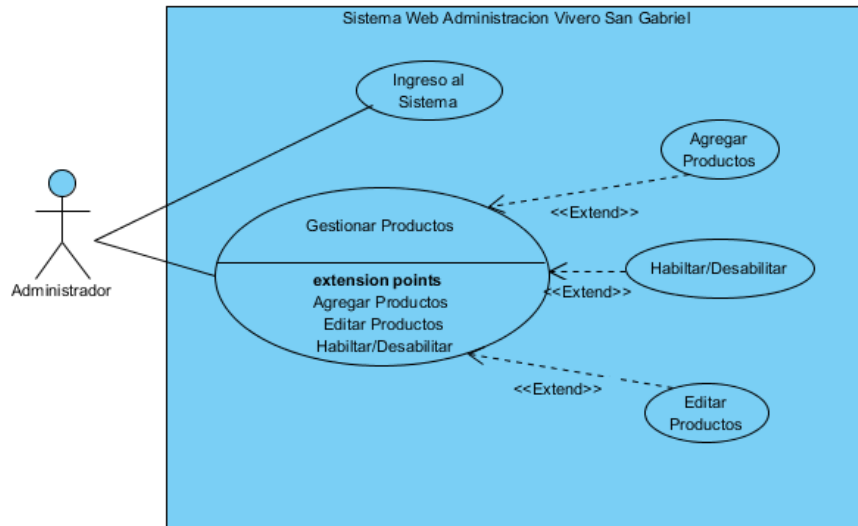 Sistema Web Administracion Vivero San Gabriel
Ingreso al
Sistema
Agregar
Productos
<<Extend>>
Gestionar Productos
extension points
Agregar Productos
Editar Productos
Habiltar/Desabilitar
Habiltar/Desabilitar
<<Extend>>
Administrador
<<Extend>>
Editar
Productos